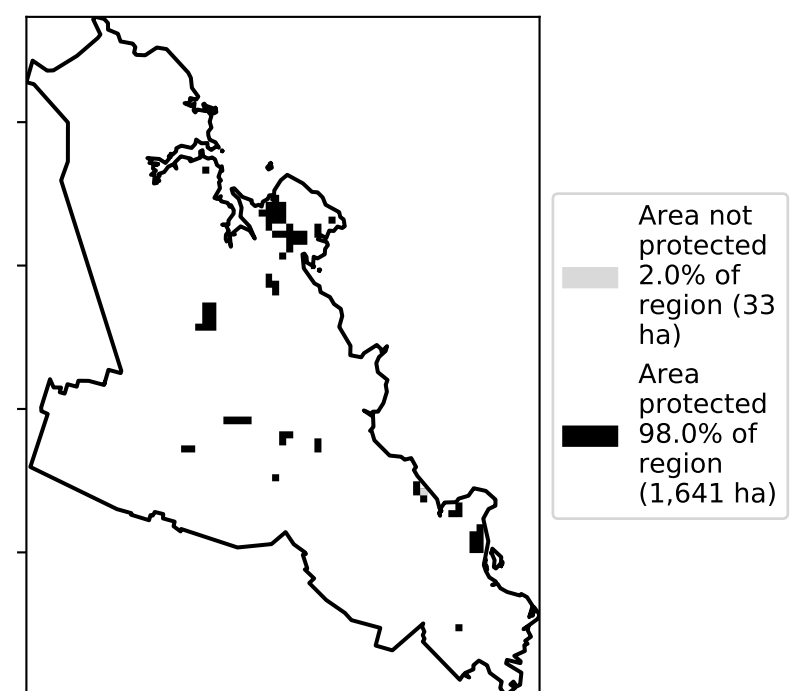 Area not
protected
2.0% of
region (33
ha)
Area
protected
98.0% of
region
(1,641 ha)